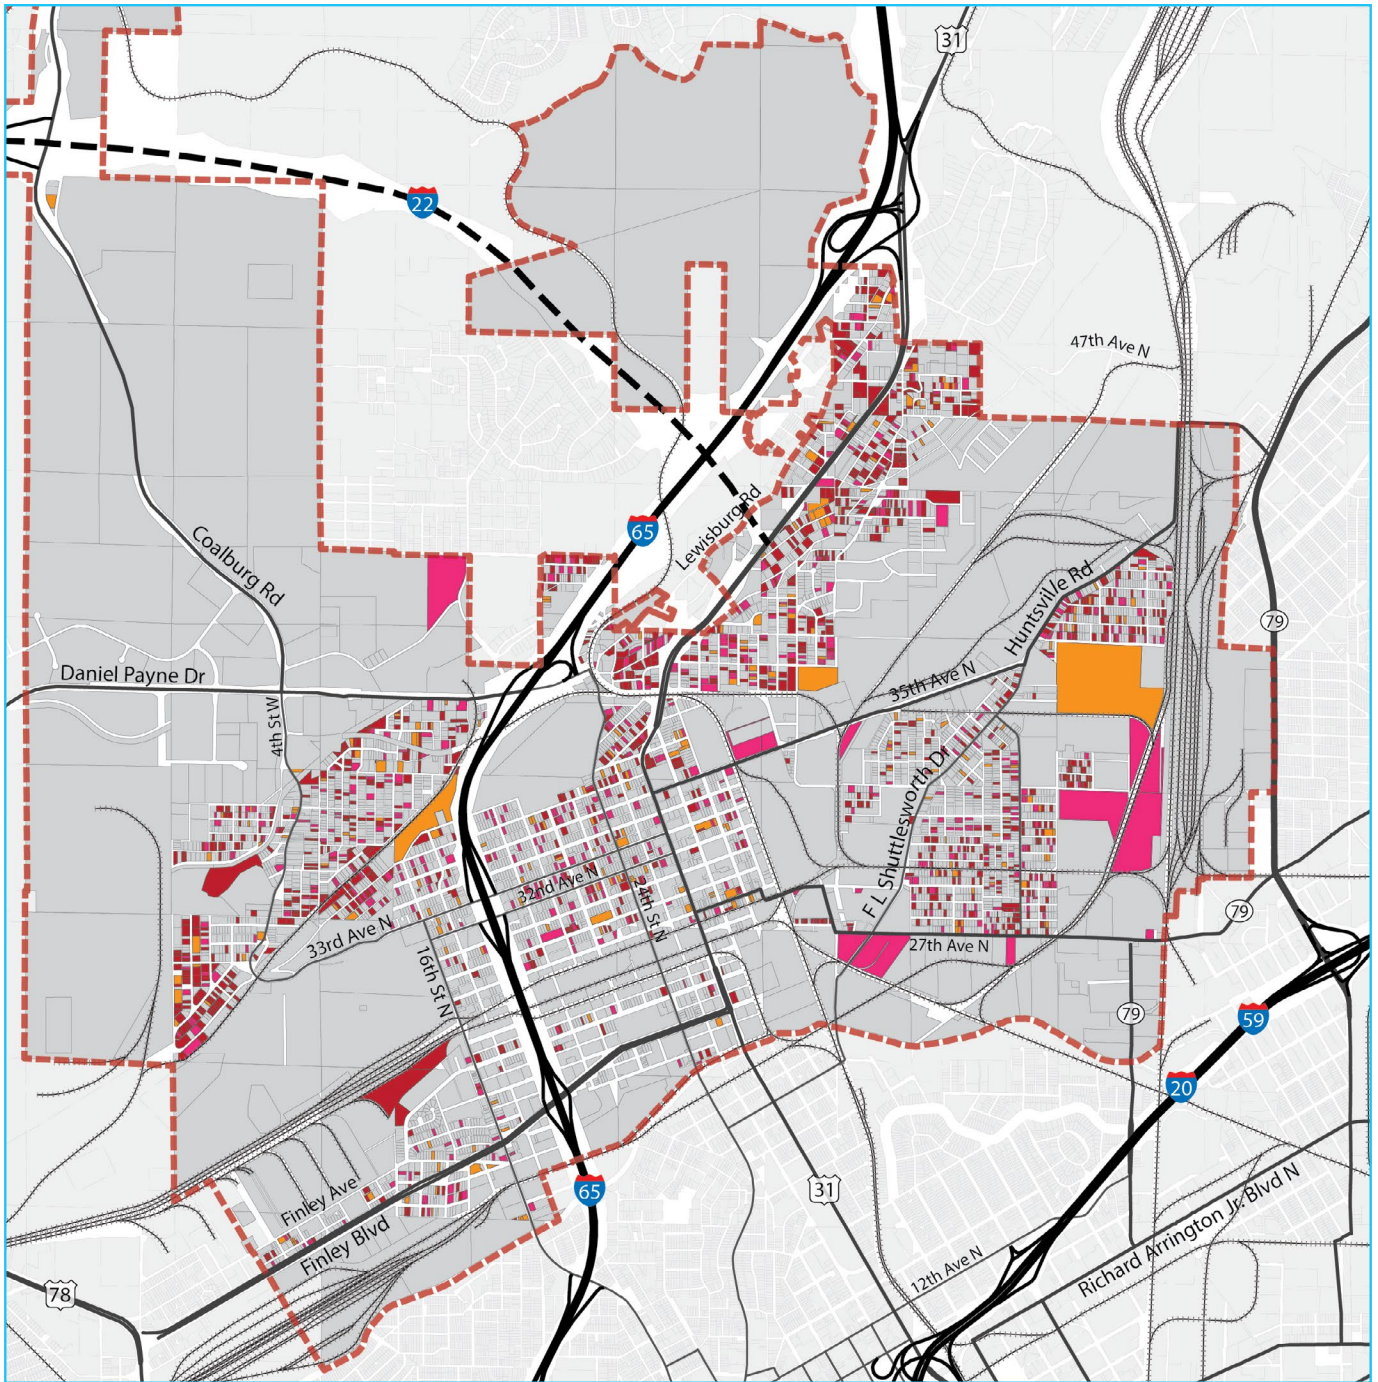 31
22
47th Ave N
65
Lewisburg Rd
Coalburg Rd
Huntsville Rd
79
Daniel Payne Dr
35th Ave N
4th St W
F L Shuttlesworth Dr
32nd Ave N
24th St N
33rd Ave N
79
27th Ave N
16th St N
79
59
20
Finley Ave
65
31
Finley Blvd
Richard Arrington Jr. Blvd N
12th Ave N
78